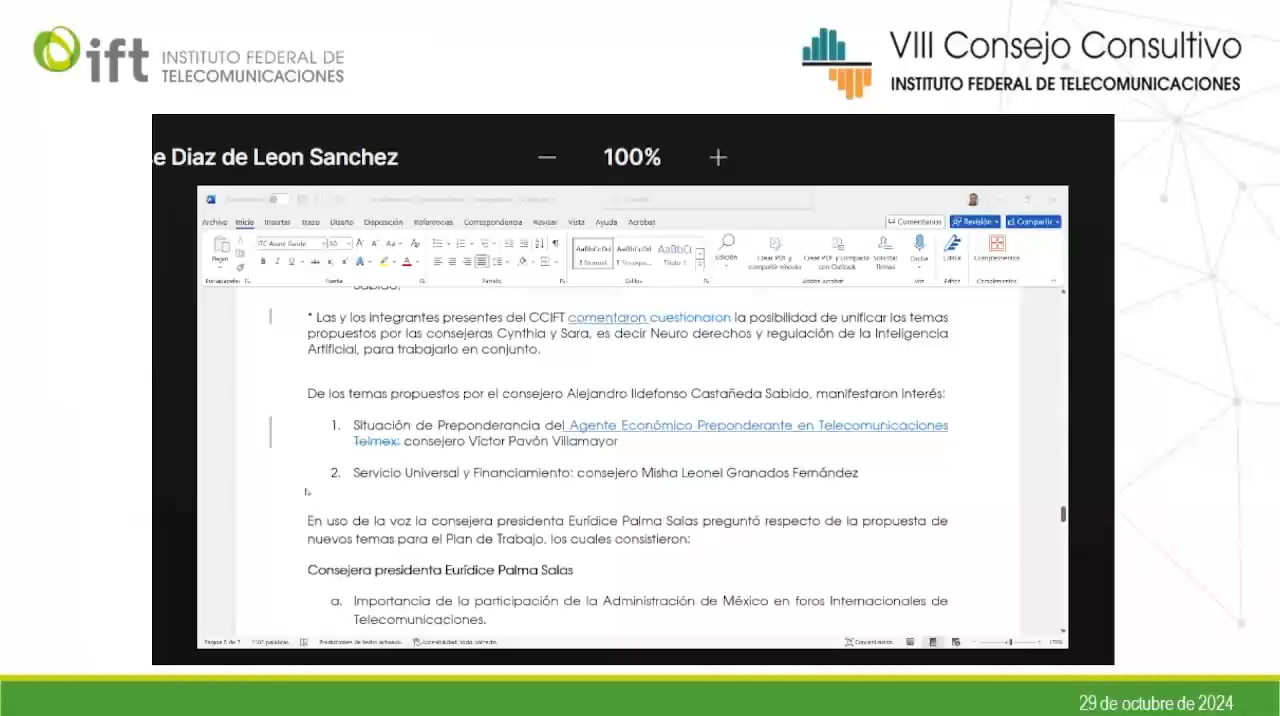 ift INSTITUTO FEDERAL DE
TELECOMUNICACIONES
VIII Consejo Consultivo
INSTITUTO FEDERAL DE TELECOMUNICACIONES
e Diaz de Leon Sanchez
100%
Archivo Inicio Insertar Trazo Diseño Disposición Referencias Correspondencia Revisar Vista Ayuda Acrobat
Comentarios Revisión Compartir
Sabido;
* Las y los integrantes presentes del CCIFT comentaron cuestionaron la posibilidad de unificar los temas
propuestos por las consejeras Cynthia y Sara, es decir Neuro derechos y regulación de la Inteligencia
Artificial, para trabajarlo en conjunto.
De los temas propuestos por el consejero Alejandro Ildefonso Castañeda Sabido, manifestaron interés:
1. Situación de Preponderancia del Agente Económico Preponderante en Telecomunicaciones
Telmex: consejero Víctor Pavón Villamayor
2. Servicio Universal y Financiamiento: consejero Misha Leonel Granados Fernández
En uso de la voz la consejera presidenta Eurídice Palma Salas preguntó respecto de la propuesta de
nuevos temas para el Plan de Trabajo, los cuales consistieron:
Consejera presidenta Eurídice Palma Salas
a. Importancia de la participación de la Administración de México en foros Internacionales de
Telecomunicaciones.
29 de octubre de 2024